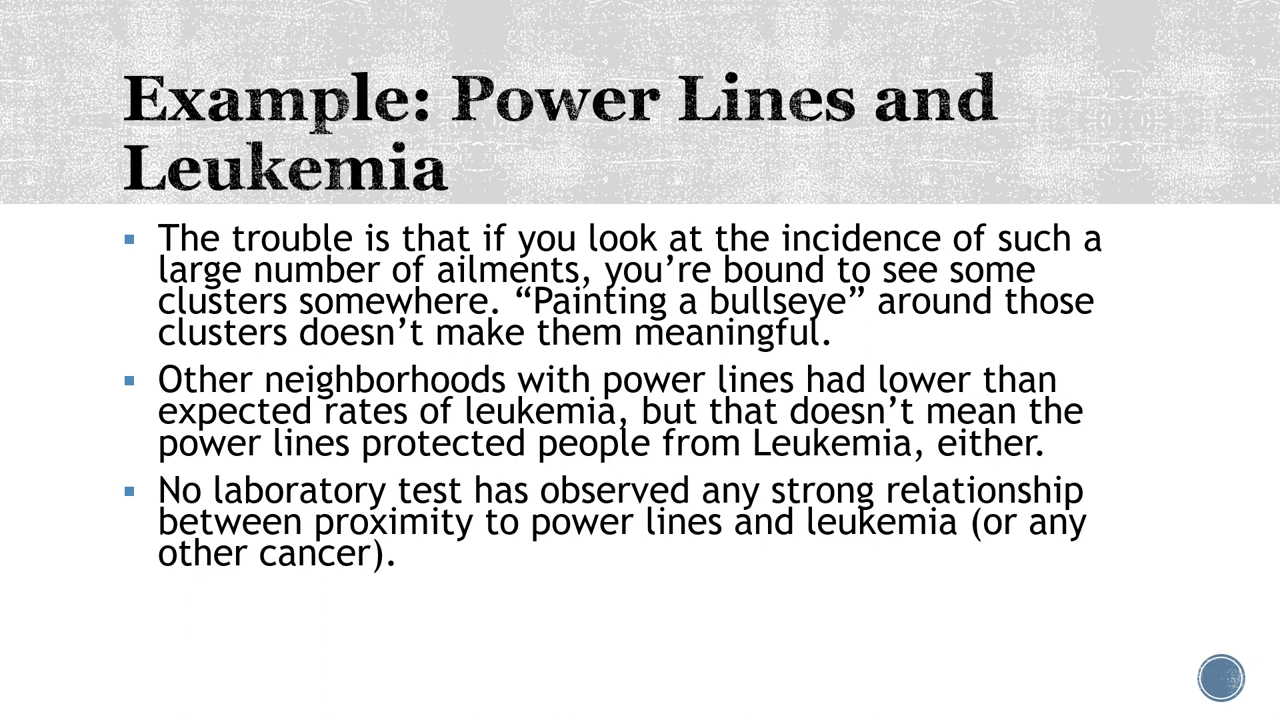 Example: Power Lines and
Leukemia
▪ The trouble is that if you look at the incidence of such a
large number of ailments, you’re bound to see some
clusters somewhere. “Painting a bullseye” around those
clusters doesn’t make them meaningful.
▪ Other neighborhoods with power lines had lower than
expected rates of leukemia, but that doesn’t mean the
power lines protected people from Leukemia, either.
▪ No laboratory test has observed any strong relationship
between proximity to power lines and leukemia (or any
other cancer).